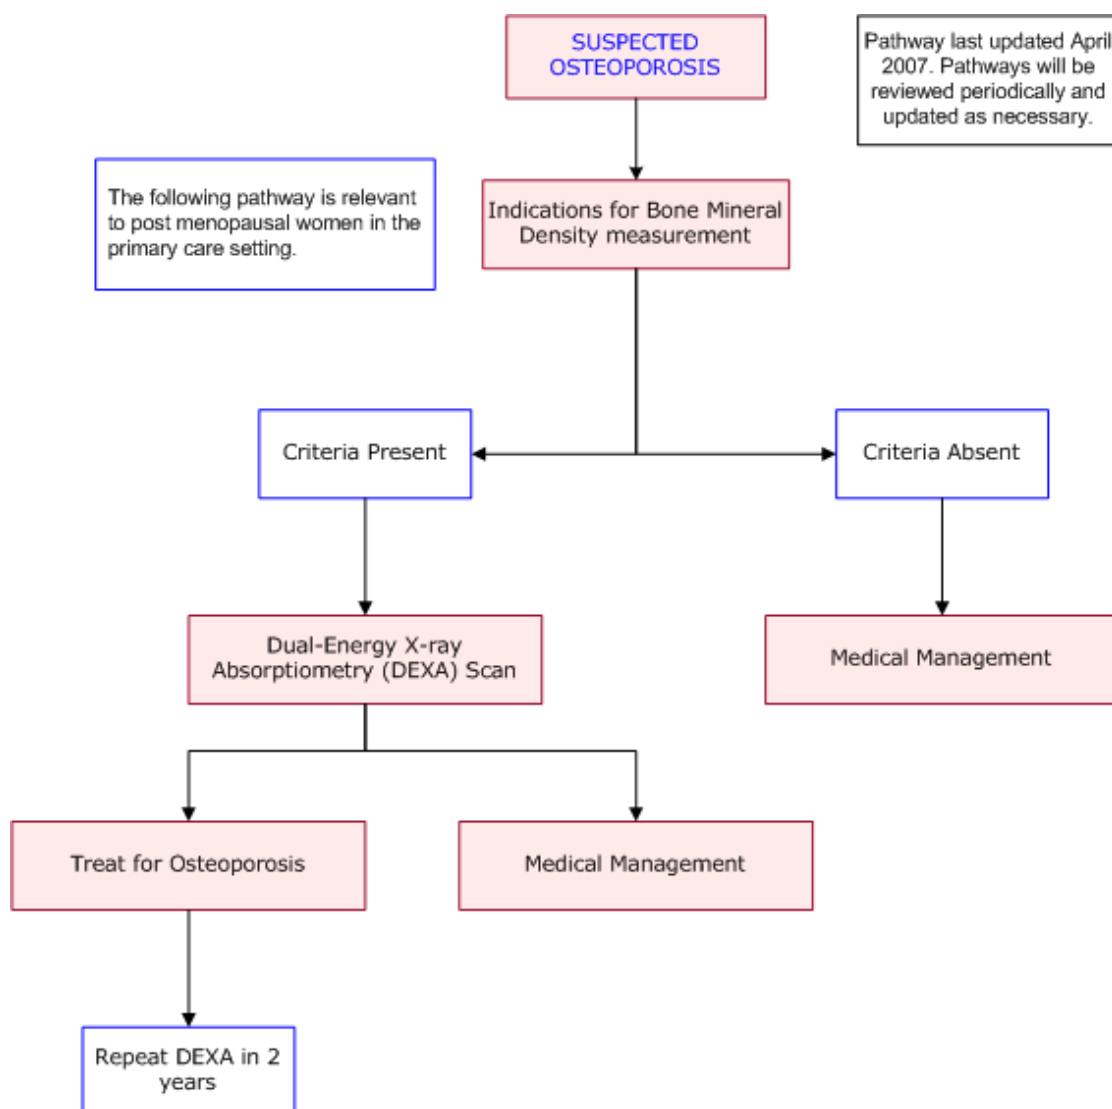 SUSPECTED
OSTEOPOROSIS
Pathway last updated April
2007. Pathways will be
reviewed periodically and
updated as necessary.
The following pathway is relevant
to post menopausal women in the
primary care setting.
Indications for Bone Mineral
Density measurement
Criteria Present
Criteria Absent
Dual-Energy X-ray
Absorptiometry (DEXA) Scan
Medical Management
Treat for Osteoporosis
Medical Management
Repeat DEXA in 2
years